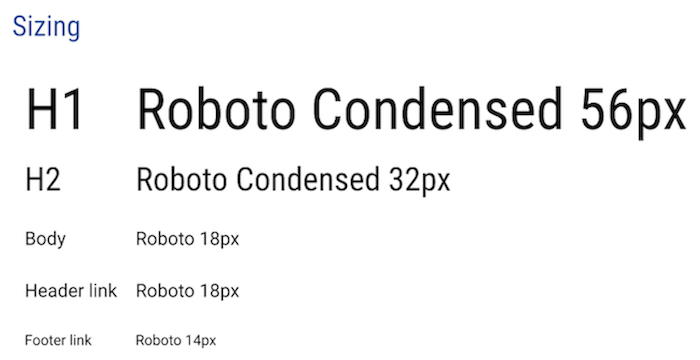 Sizing
H1 Roboto Condensed 56px
H2 Roboto Condensed 32px
Body Roboto 18px
Header link Roboto 18px
Footer link Roboto 14px